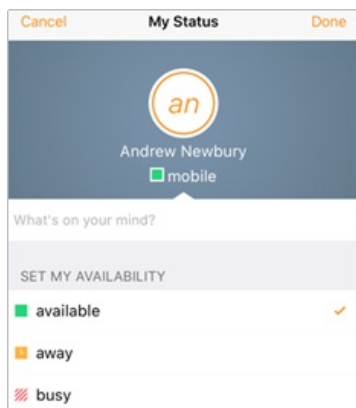 Cancel My Status Done
an
Andrew Newbury
mobile
What's on your mind?
SET MY AVAILABILITY
available
away
busy